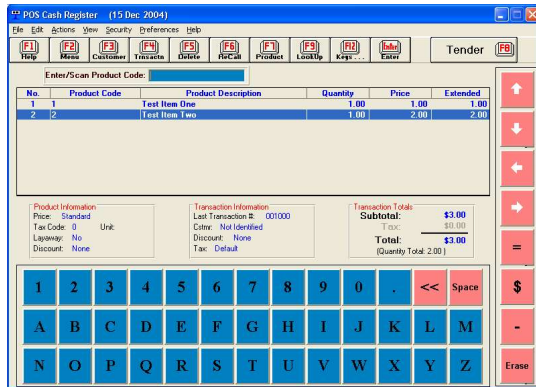 POS Cash Register (15 Dec 2004)
File Edit Actions View Security Preferences Help
F1 Help F2 Menu F3 Customer F4 Trnsactn F5 Delete F6 ReCall F7 Product F9 LookUp F12 Keys . . . Enter Enter Tender F8
Enter/Scan Product Code:
No. Product Code Product Description Quantity Price Extended
1 1 Test Item One 1.00 1.00 1.00
2 2 Test Item Two 1.00 2.00 2.00
Product Information Transaction Information Transaction Totals
Price: Standard Last Transaction #: 001000 Subtotal: $3.00
Tax Code: 0 Unit: Cstmr: Not Identified Tax: $0.00
Layaway: No Discount: None Total: $3.00
Discount: None Tax: Default (Quantity Total: 2.00 )
=
1 2 3 4 5 6 7 8 9 0 . << Space $
A B C D E F G H I J K L M -
N O P Q R S T U V W X Y Z Erase